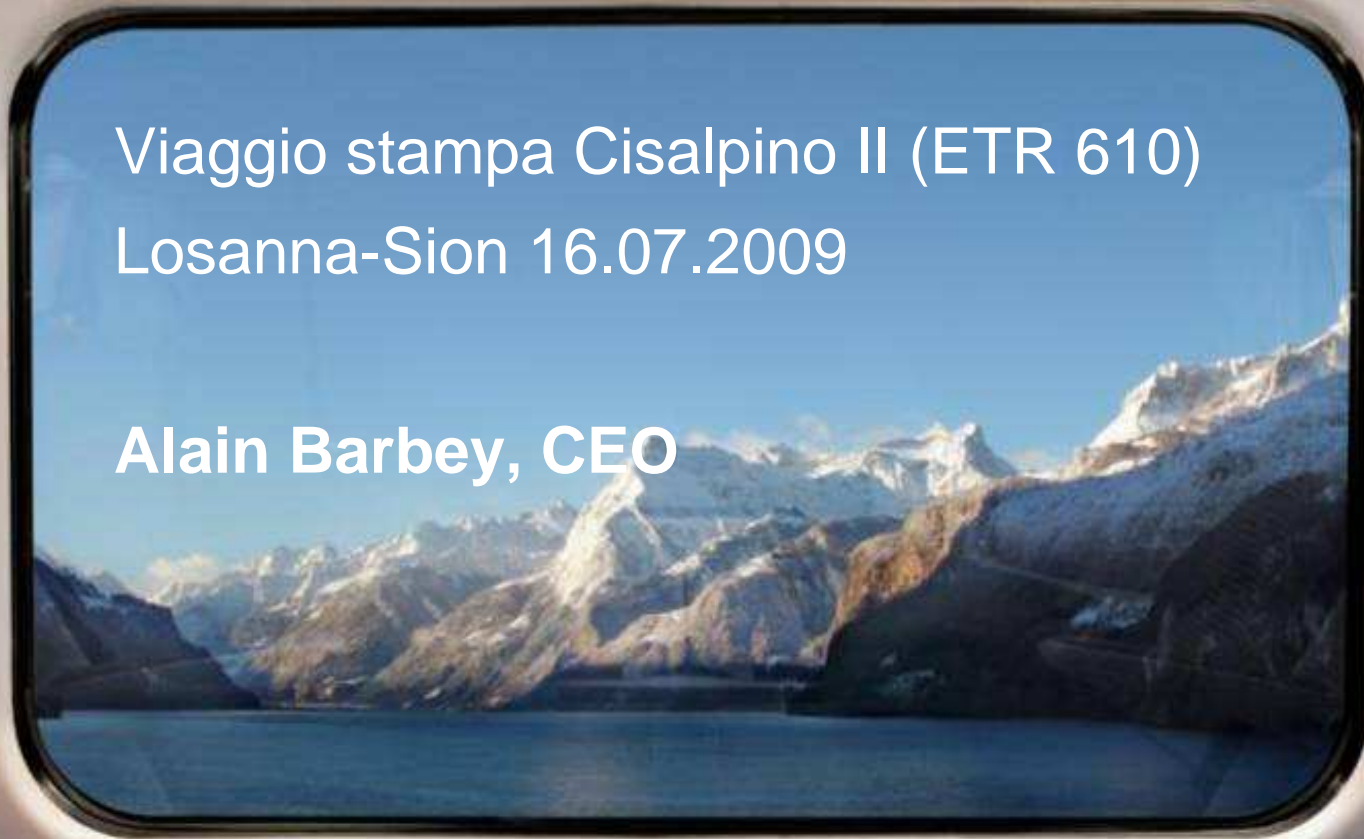 Viaggio stampa Cisalpino II (ETR 610)
Losanna-Sion 16.07.2009
Alain Barbey, CEO